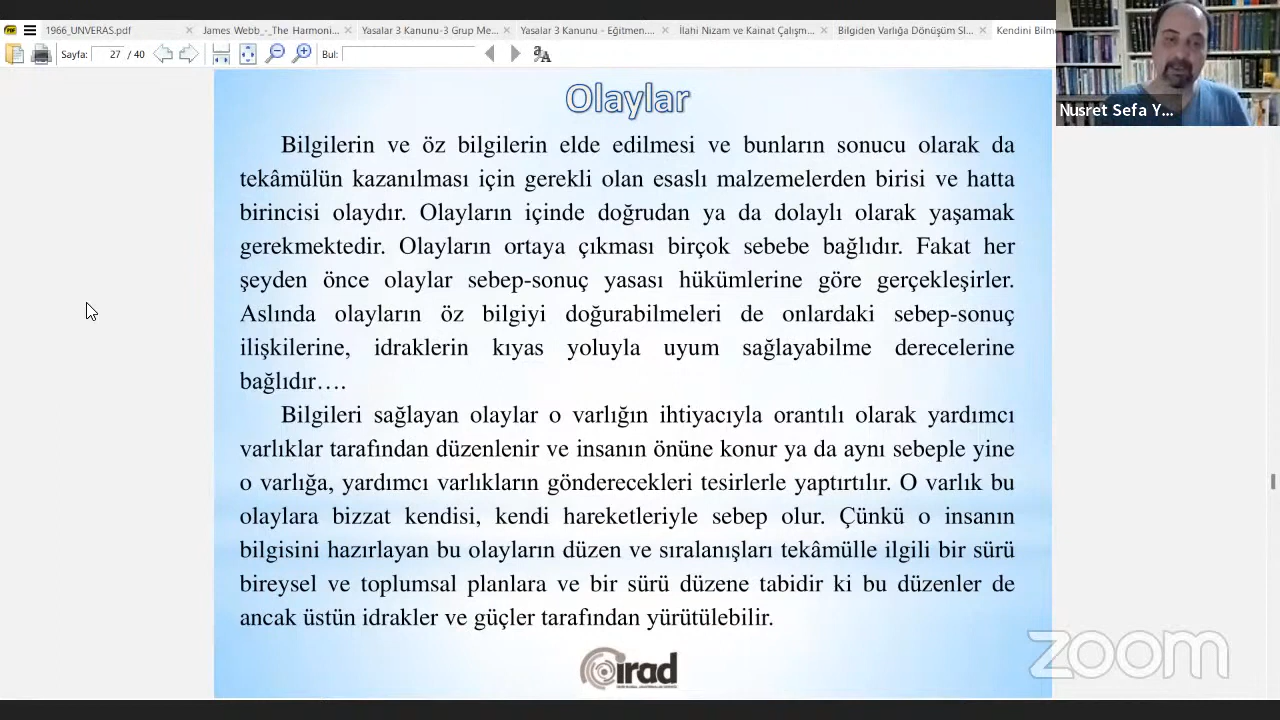 1966_UNVERAS.pdf
James Webb_-_The Harmoni...
Yasalar 3 Kanunu-3 Grup Me...
Yasalar 3 Kanunu - Eğitmen....
İlahi Nizam ve Kainat Çalışm...
Bilgiden Varlığa Dönüşüm Sl...
Kendini Bilm
Sayfa: 27 / 40
Bul:
Nusret Sefa Y...
Olaylar
Bilgilerin ve öz bilgilerin elde edilmesi ve bunların sonucu olarak da
tekâmülün kazanılması için gerekli olan esaslı malzemelerden birisi ve hatta
birincisi olaydır. Olayların içinde doğrudan ya da dolaylı olarak yaşamak
gerekmektedir. Olayların ortaya çıkması birçok sebebe bağlıdır. Fakat her
şeyden önce olaylar sebep-sonuç yasası hükümlerine göre gerçekleşirler.
Aslında olayların öz bilgiyi doğurabilmeleri de onlardaki sebep-sonuç
ilişkilerine, idraklerin kıyas yoluyla uyum sağlayabilme derecelerine
bağlıdır….
Bilgileri sağlayan olaylar o varlığın ihtiyacıyla orantılı olarak yardımcı
varlıklar tarafından düzenlenir ve insanın önüne konur ya da aynı sebeple yine
o varlığa, yardımcı varlıkların gönderecekleri tesirlerle yaptırtılır. O varlık bu
olaylara bizzat kendisi, kendi hareketleriyle sebep olur. Çünkü o insanın
bilgisini hazırlayan bu olayların düzen ve sıralanışları tekâmülle ilgili bir sürü
bireysel ve toplumsal planlara ve bir sürü düzene tabidir ki bu düzenler de
ancak üstün idrakler ve güçler tarafından yürütülebilir.
irad
zoom